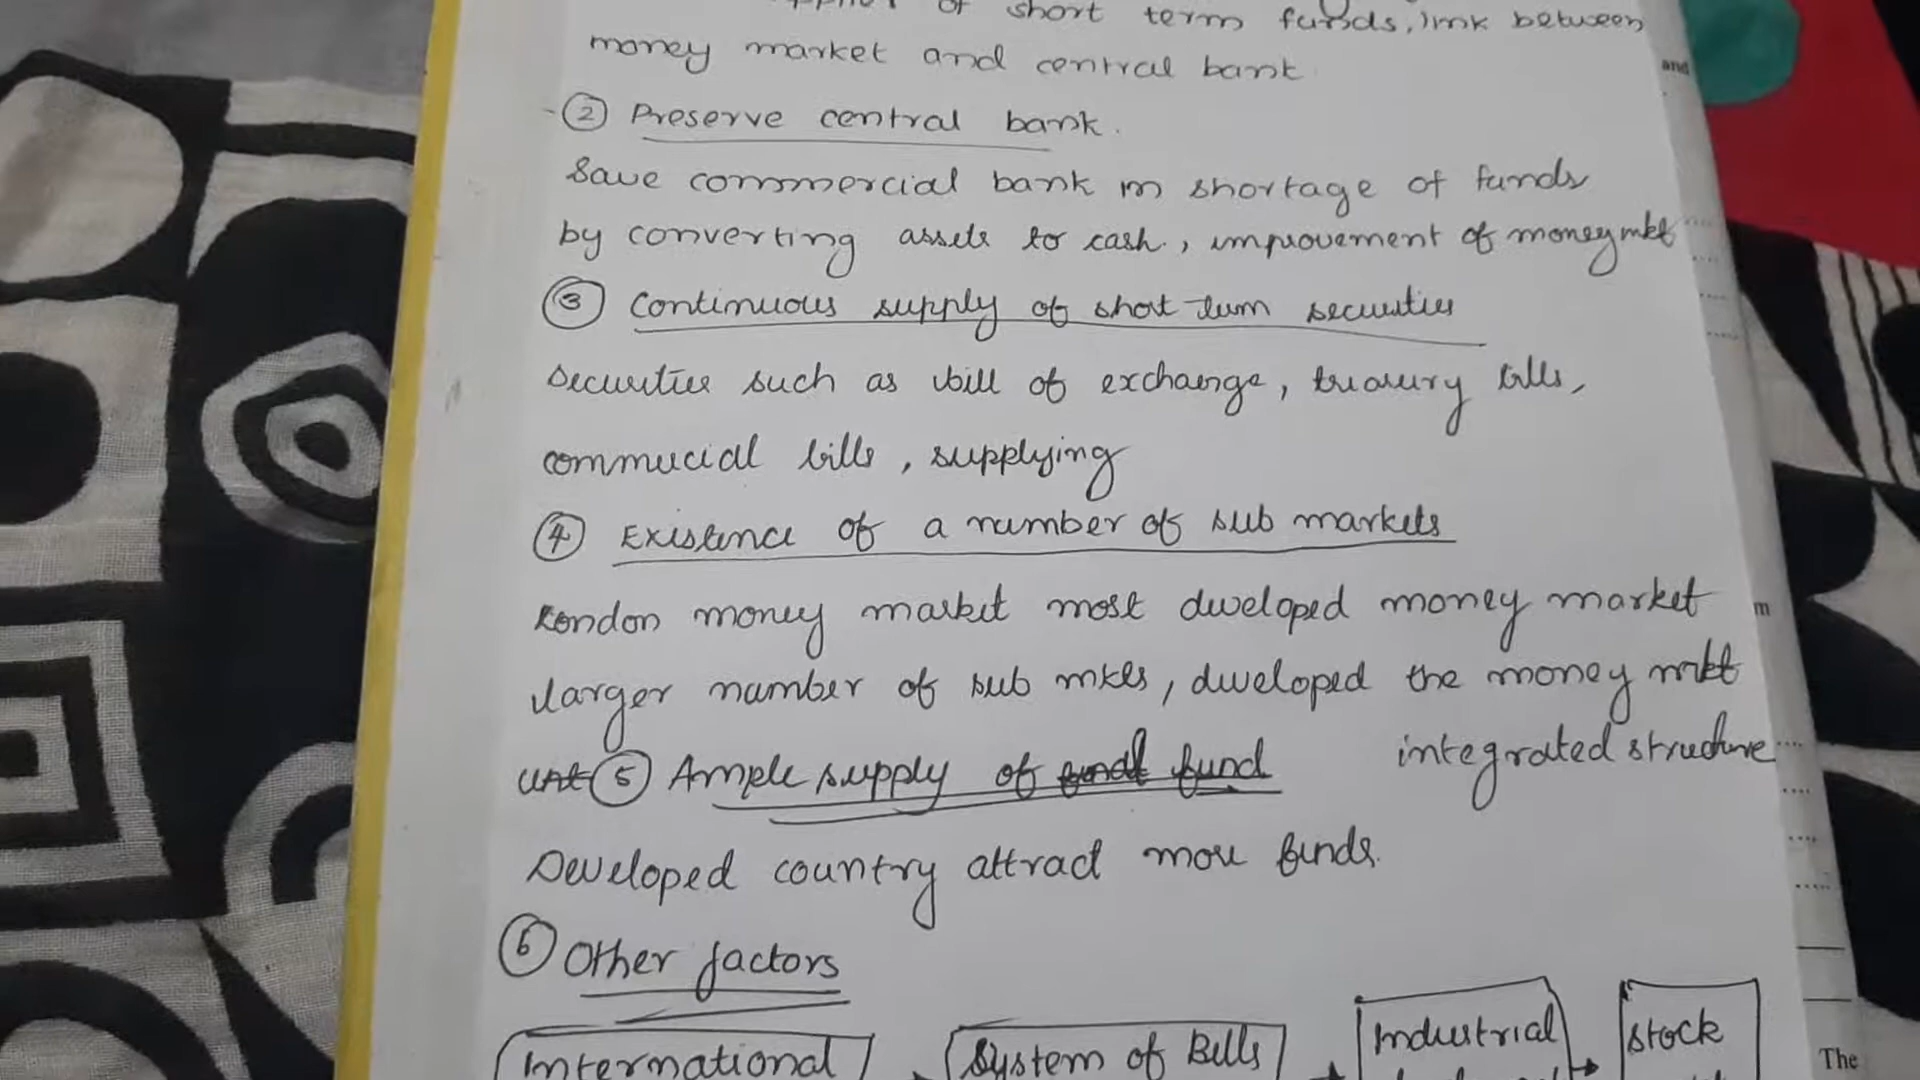 of short term funds, link between
money market and central bank.
② Preserve central bank.
Save commercial bank in shortage of funds
by converting assets to cash, improvement of money mkt
③ Continuous supply of short term securities
Securities such as bill of exchange, treasury bills,
commercial bills, supplying
④ Existence of a number of sub markets
London money market most developed money market
larger number of sub mkts, developed the money mkt
integrated structure
⑤ Ample supply of fund
Developed country attract more funds.
⑥ Other factors
International
System of Bills
Industrial
Stock
and
m
The